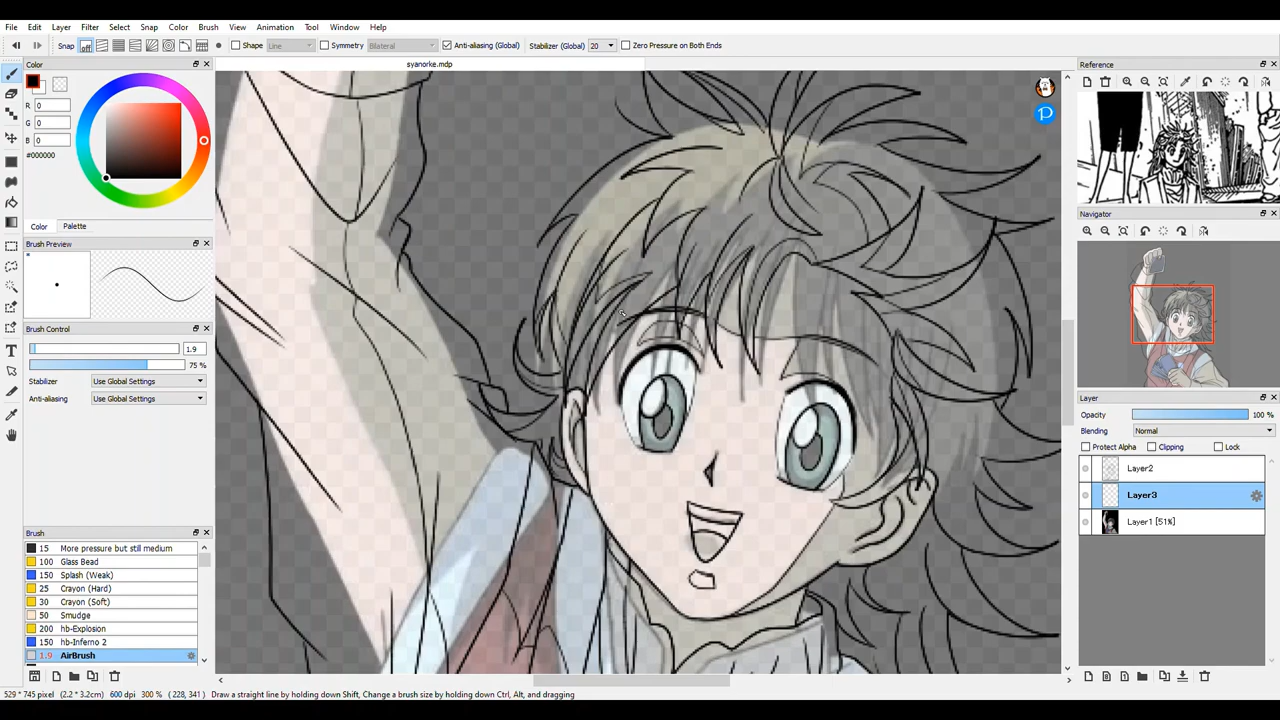 File Edit Layer Filter Select Snap Color Brush View Animation Tool Window Help
Snap off Shape Line Symmetry Bilateral Anti-aliasing (Global) Stabilizer (Global) 20 Zero Pressure on Both Ends
Color
syanorke.mdp
Reference
R 0
G 0
B 0
#000000
Color Palette
Navigator
Brush Preview
Brush Control
1.9
75 %
Stabilizer Use Global Settings
Anti-aliasing Use Global Settings
Layer
Opacity 100 %
Blending Normal
Protect Alpha Clipping Lock
Layer2
Layer3
Layer1 [51%]
Brush
15 More pressure but still medium
100 Glass Bead
150 Splash (Weak)
25 Crayon (Hard)
30 Crayon (Soft)
50 Smudge
200 hb-Explosion
150 hb-Inferno 2
1.9 AirBrush
529 * 745 pixel (2.2 * 3.2cm) 600 dpi 300 % ( 228, 341 ) Draw a straight line by holding down Shift, Change a brush size by holding down Ctrl, Alt, and dragging